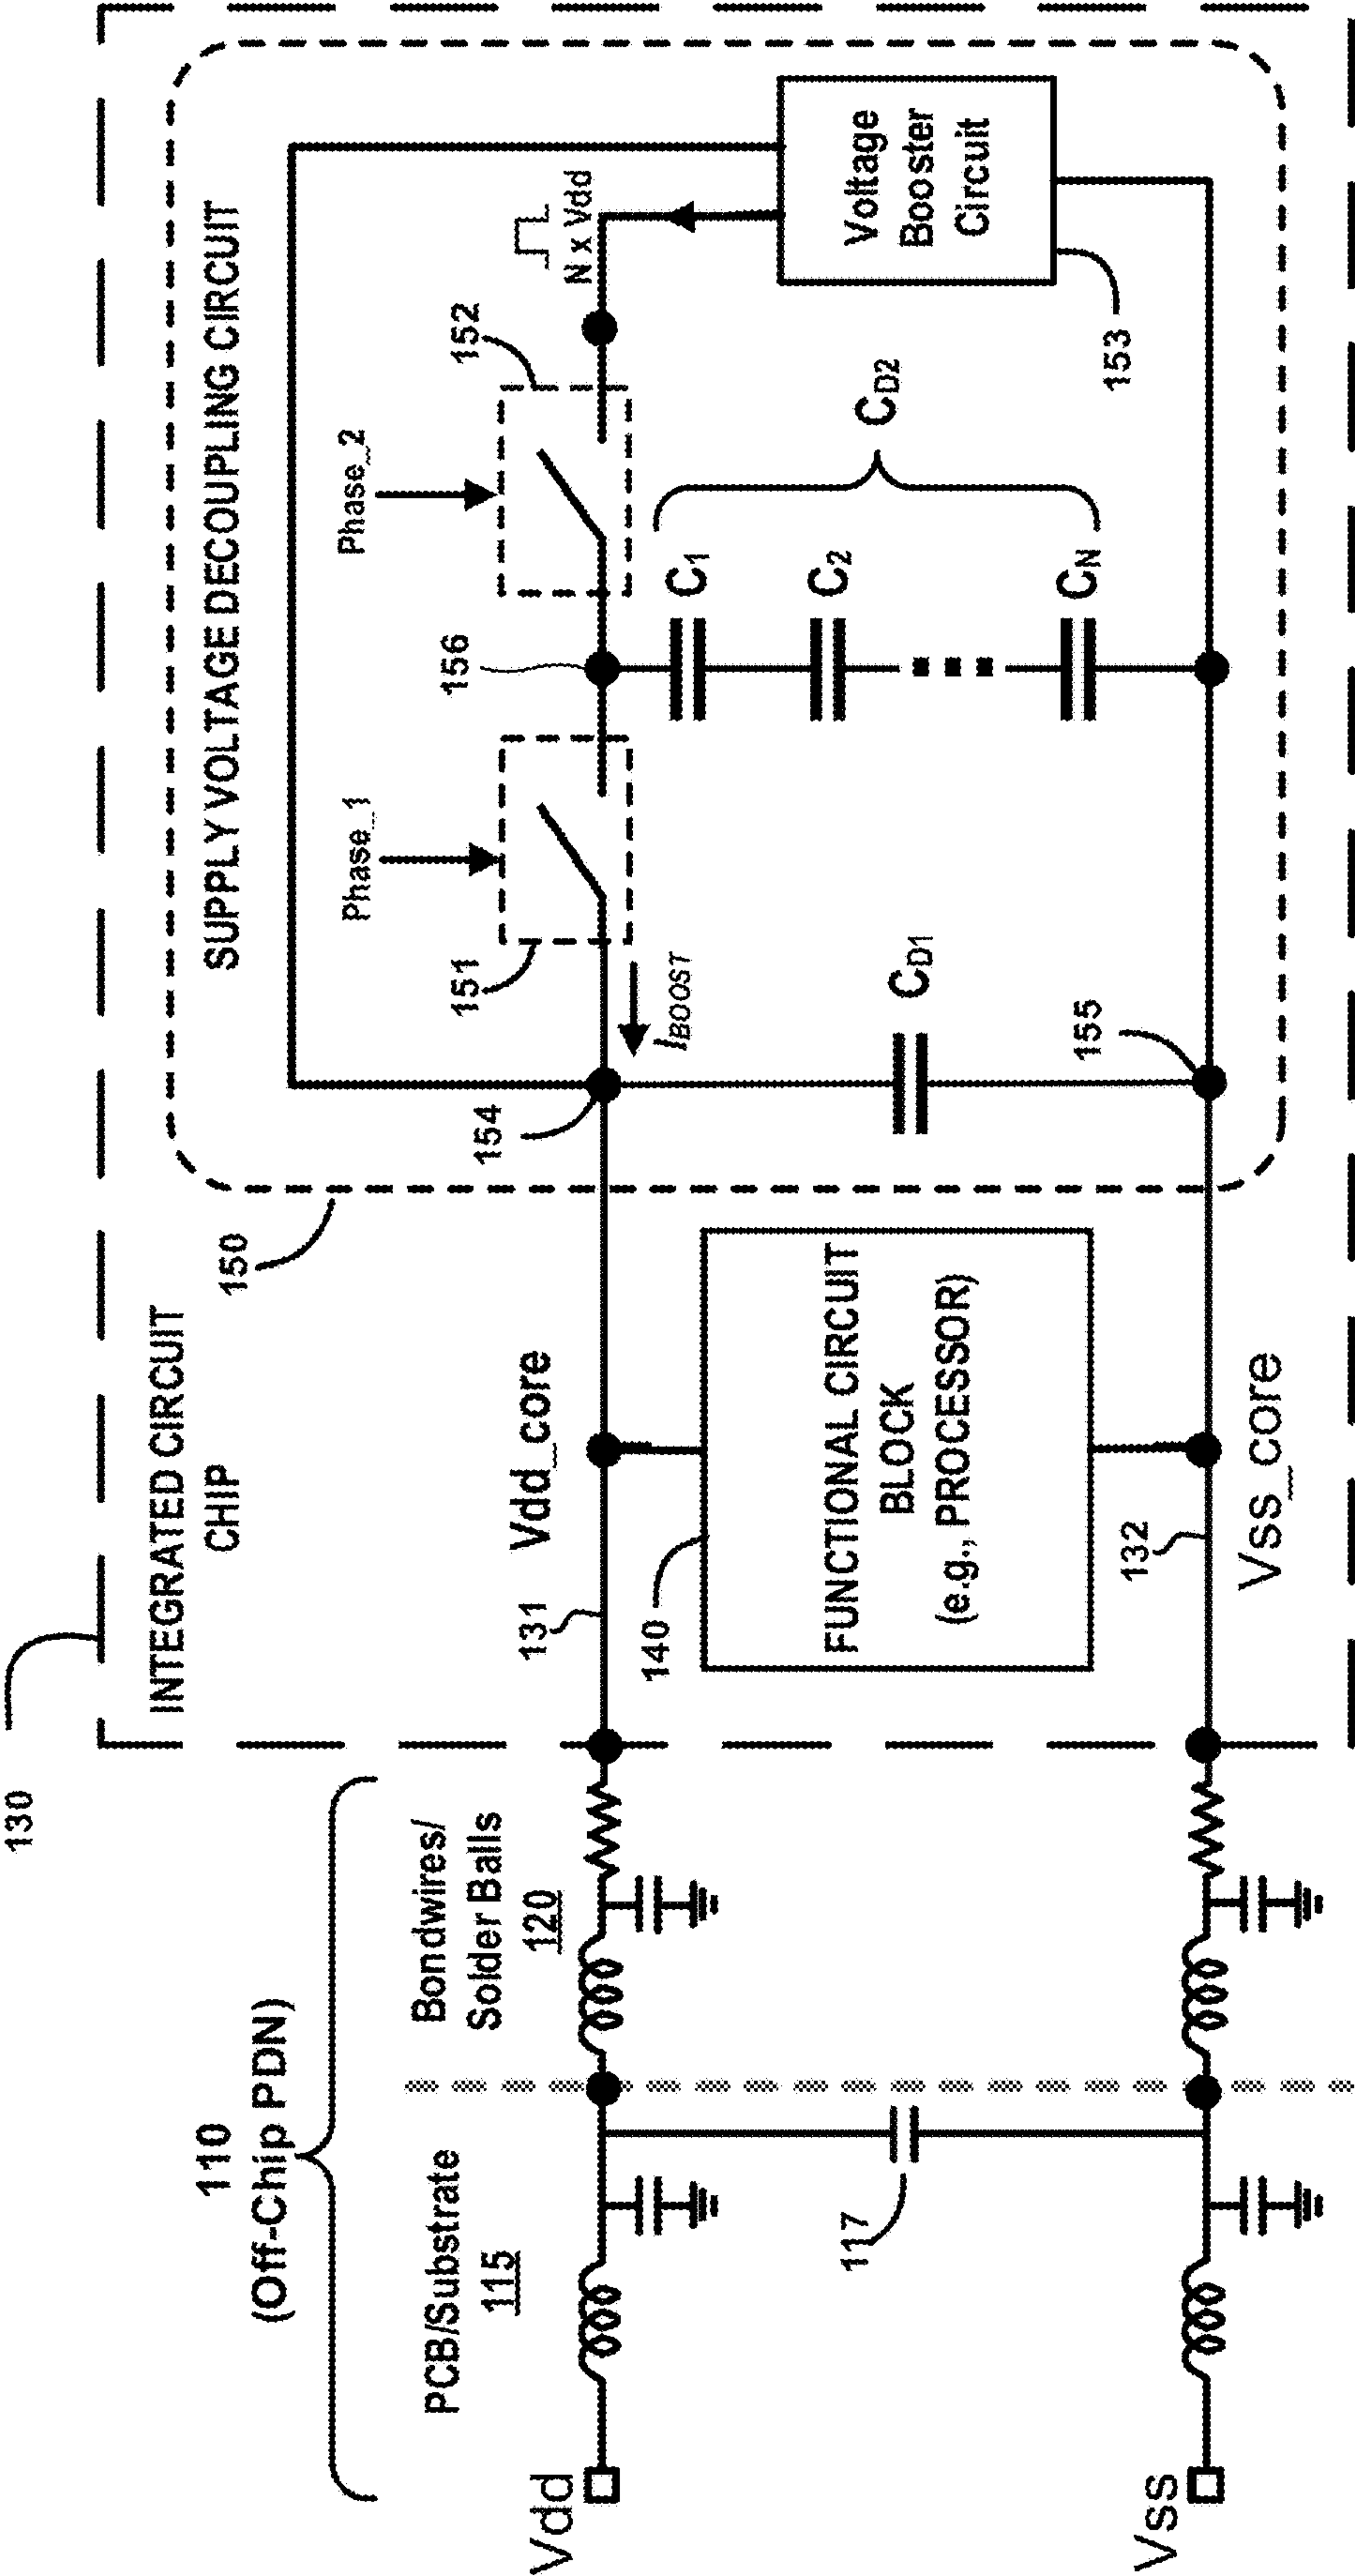 130
INTEGRATED CIRCUIT
CHIP
150
SUPPLY VOLTAGE DECOUPLING CIRCUIT
110
(Off-Chip PDN)
PCB/Substrate
115
Bondwires/
Solder Balls
120
Phase_1
Phase_2
151
156
152
N x Vdd
Vdd
131
Vdd_core
154
IBOOST
140
FUNCTIONAL CIRCUIT
BLOCK
(e.g., PROCESSOR)
117
CD1
C1
C2
CN
CD2
Voltage
Booster
Circuit
153
155
132
Vss
Vss_core